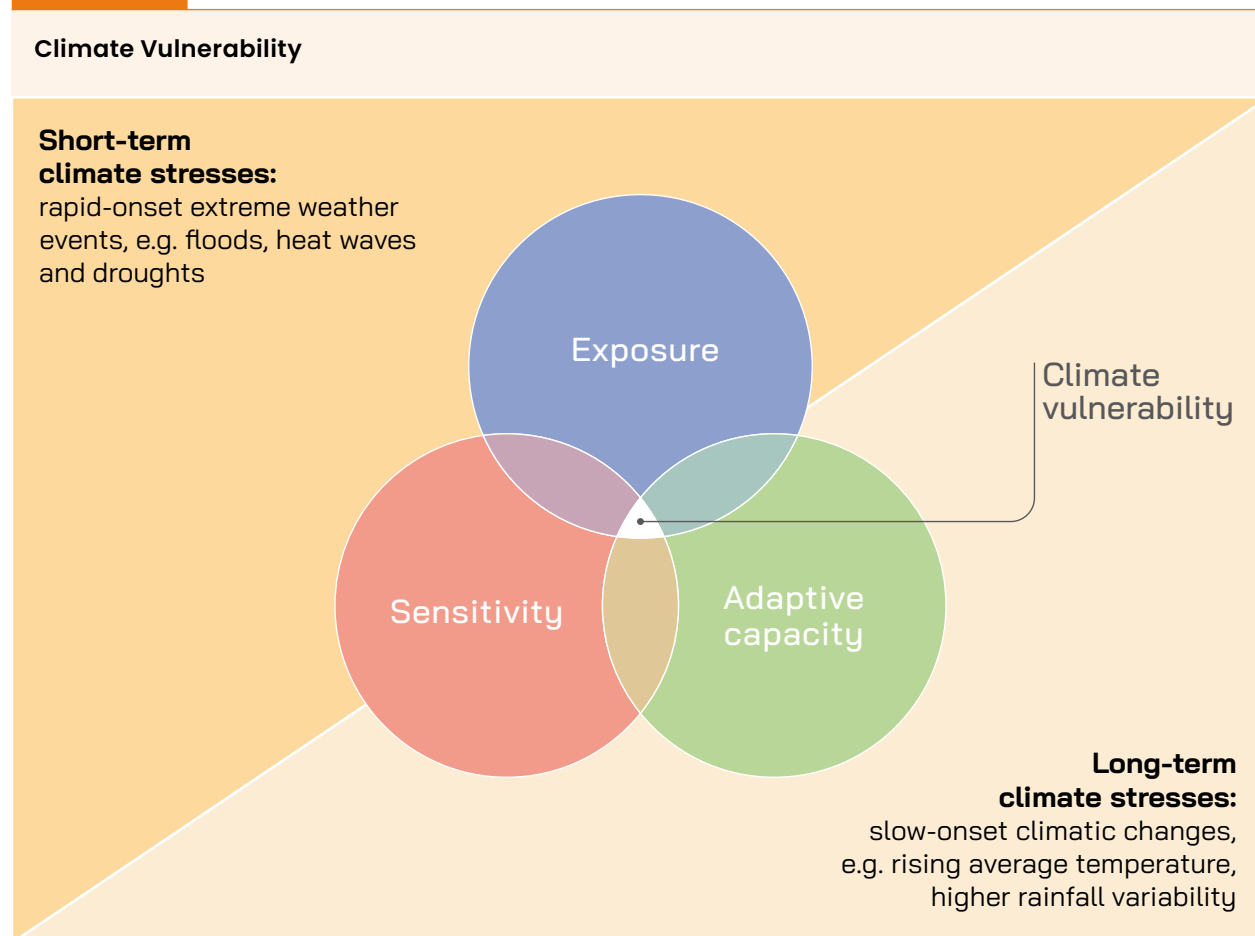 Climate Vulnerability
Short-term
climate stresses:
rapid-onset extreme weather
events, e.g. floods, heat waves
and droughts
Exposure
Climate
vulnerability
Sensitivity
Adaptive
capacity
Long-term
climate stresses:
slow-onset climatic changes,
e.g. rising average temperature,
higher rainfall variability